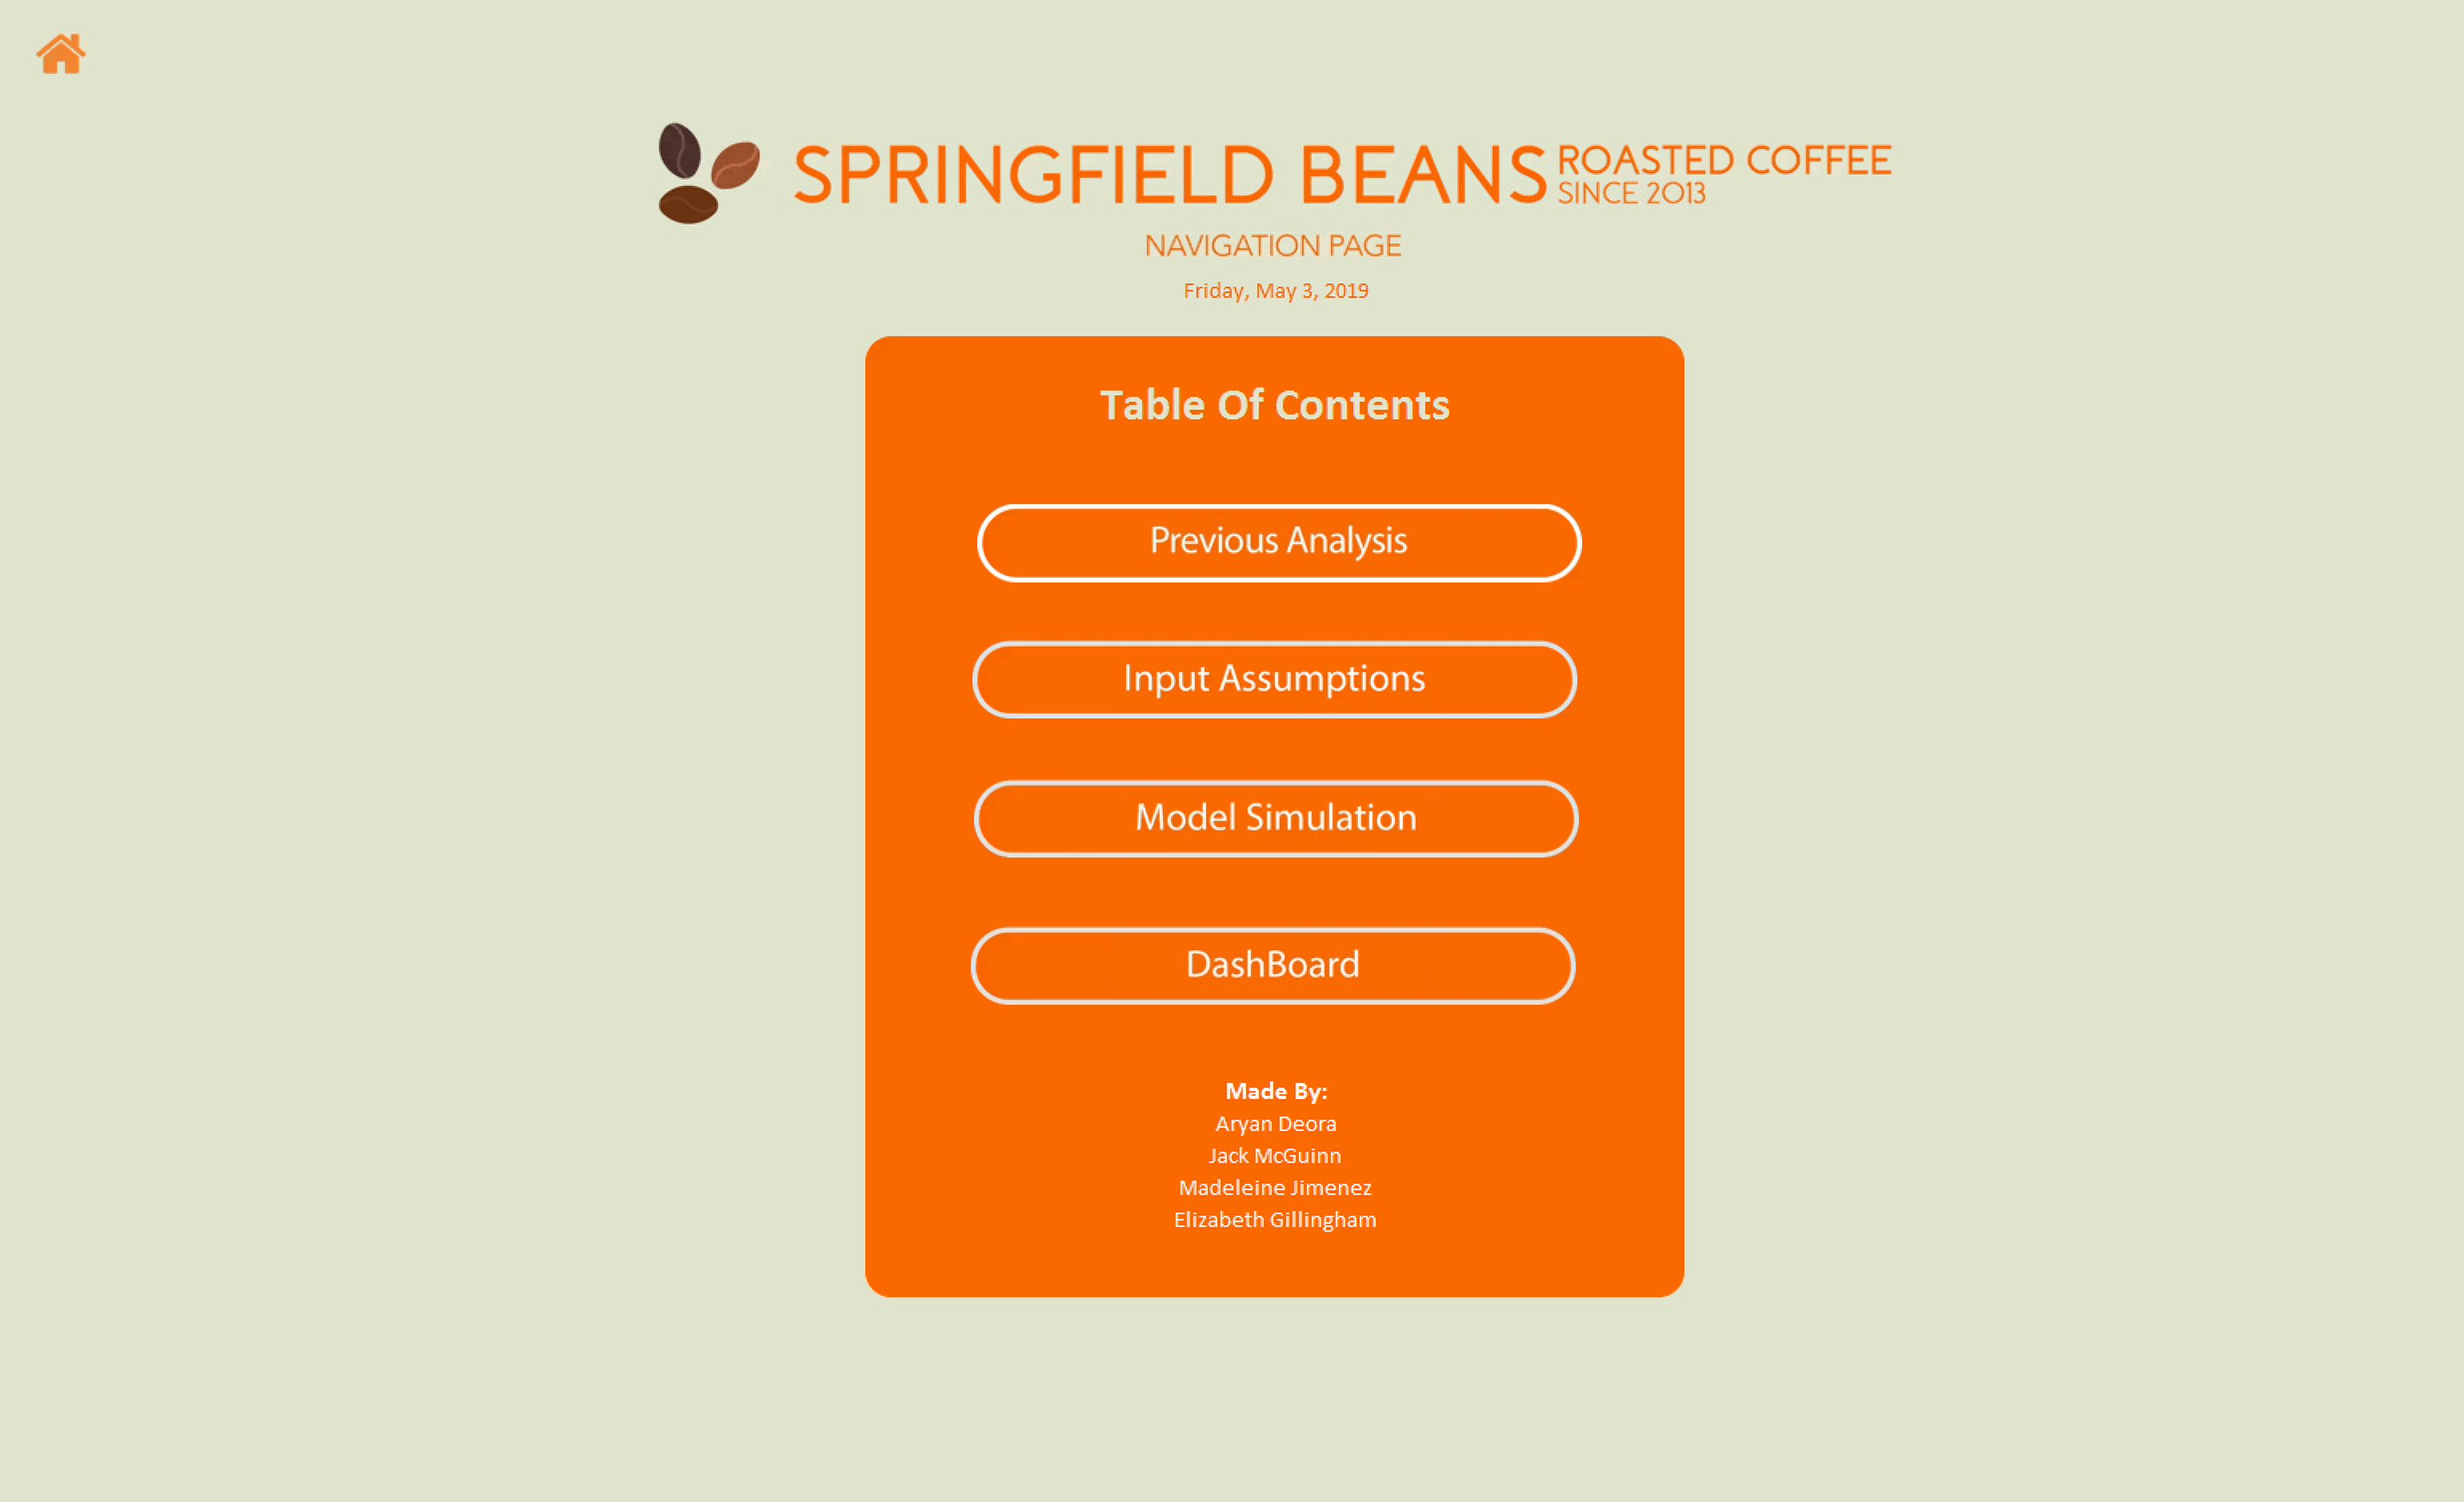 SPRINGFIELD BEANS
ROASTED COFFEE
SINCE 2013
NAVIGATION PAGE
Friday, May 3, 2019
Table Of Contents
Previous Analysis
Input Assumptions
Model Simulation
DashBoard
Made By:
Aryan Deora
Jack McGuinn
Madeleine Jimenez
Elizabeth Gillingham